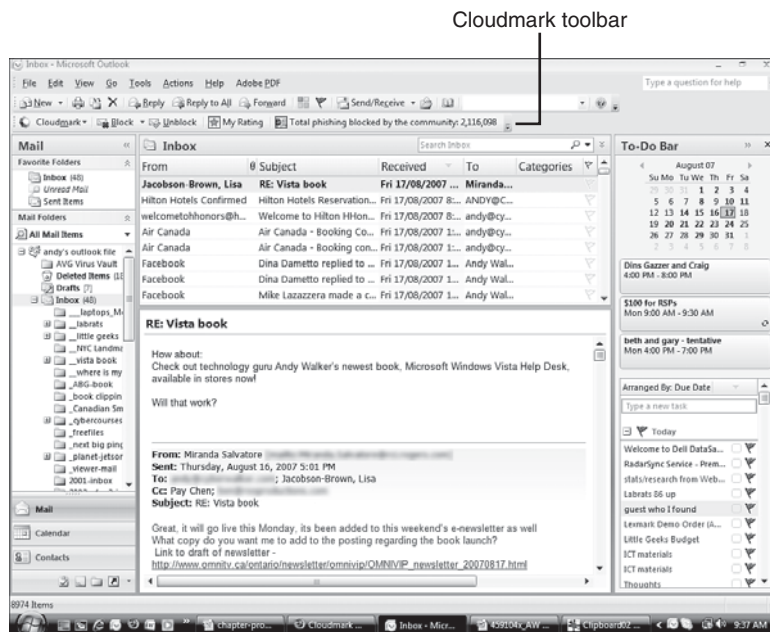 Cloudmark toolbar
Inbox - Microsoft Outlook
File Edit View Go Tools Actions Help Adobe PDF
Type a question for help
New Reply Reply to All Forward Send/Receive
Cloudmark Block Unblock My Rating Total phishing blocked by the community: 2,116,098
Mail
Favorite Folders
Inbox (48)
Unread Mail
Sent Items
Mail Folders
All Mail Items
andy's outlook file
AVG Virus Vault
Deleted Items (18
Drafts [7]
Inbox (48)
__laptops_M
__labrats
__little geeks
__NYC Landma
__vista book
__where is my
_ABG-book
_book clippin
_Canadian Sm
_cybercourses
_freefiles
_next big ping
_planet-jetsor
_viewer-mail
2001-inbox
Mail
Calendar
Contacts
Inbox
Search Inbox
From Subject Received To Categories
Jacobson-Brown, Lisa RE: Vista book Fri 17/08/2007 ... Miranda...
Hilton Hotels Confirmed Hilton Hotels Reservation... Fri 17/08/2007 8:... ANDY@C...
welcometohhonors@h... Welcome to Hilton HHon... Fri 17/08/2007 8:... andy@cy...
Air Canada Air Canada - Booking Co... Fri 17/08/2007 1:... andy@cy...
Air Canada Air Canada - Booking con... Fri 17/08/2007 1:... andy@cy...
Facebook Dina Dametto replied to ... Fri 17/08/2007 1... Andy Wal...
Facebook Dina Dametto replied to ... Fri 17/08/2007 1... Andy Wal...
Facebook Mike Lazazzera made a c... Fri 17/08/2007 1... Andy Wal...
RE: Vista book
How about:
Check out technology guru Andy Walker's newest book, Microsoft Windows Vista Help Desk,
available in stores now!
Will that work?
From: Miranda Salvatore
Sent: Thursday, August 16, 2007 5:01 PM
To: ; Jacobson-Brown, Lisa
Cc: Pay Chen;
Subject: RE: Vista book
Great, it will go live this Monday, its been added to this weekend's e-newsletter as well
What copy do you want me to add to the posting regarding the book launch?
Link to draft of newsletter -
http://www.omnitv.ca/ontario/newsletter/omnivip/OMNIVIP_newsletter_20070817.html
To-Do Bar
August 07
Su Mo Tu We Th Fr Sa
29 30 31 1 2 3 4
5 6 7 8 9 10 11
12 13 14 15 16 17 18
19 20 21 22 23 24 25
26 27 28 29 30 31 1
2 3 4 5 6 7 8
Dins Gazzer and Craig
4:00 PM - 8:00 PM
$100 for RSPs
Mon 9:00 AM - 9:30 AM
beth and gary - tentative
Mon 4:00 PM - 7:00 PM
Arranged By: Due Date
Type a new task
Today
Welcome to Dell DataSa...
RadarSync Service - Prem...
stats/research from Web...
Labrats 86 up
guest who I found
Lexmark Demo Order (A...
Little Geeks Budget
ICT materials
ICT materials
Thoughts
8974 Items
chapter-pro... Cloudmark ... Inbox - Micr... 459104x_AW ... Clipboard02 ... 9:37 AM